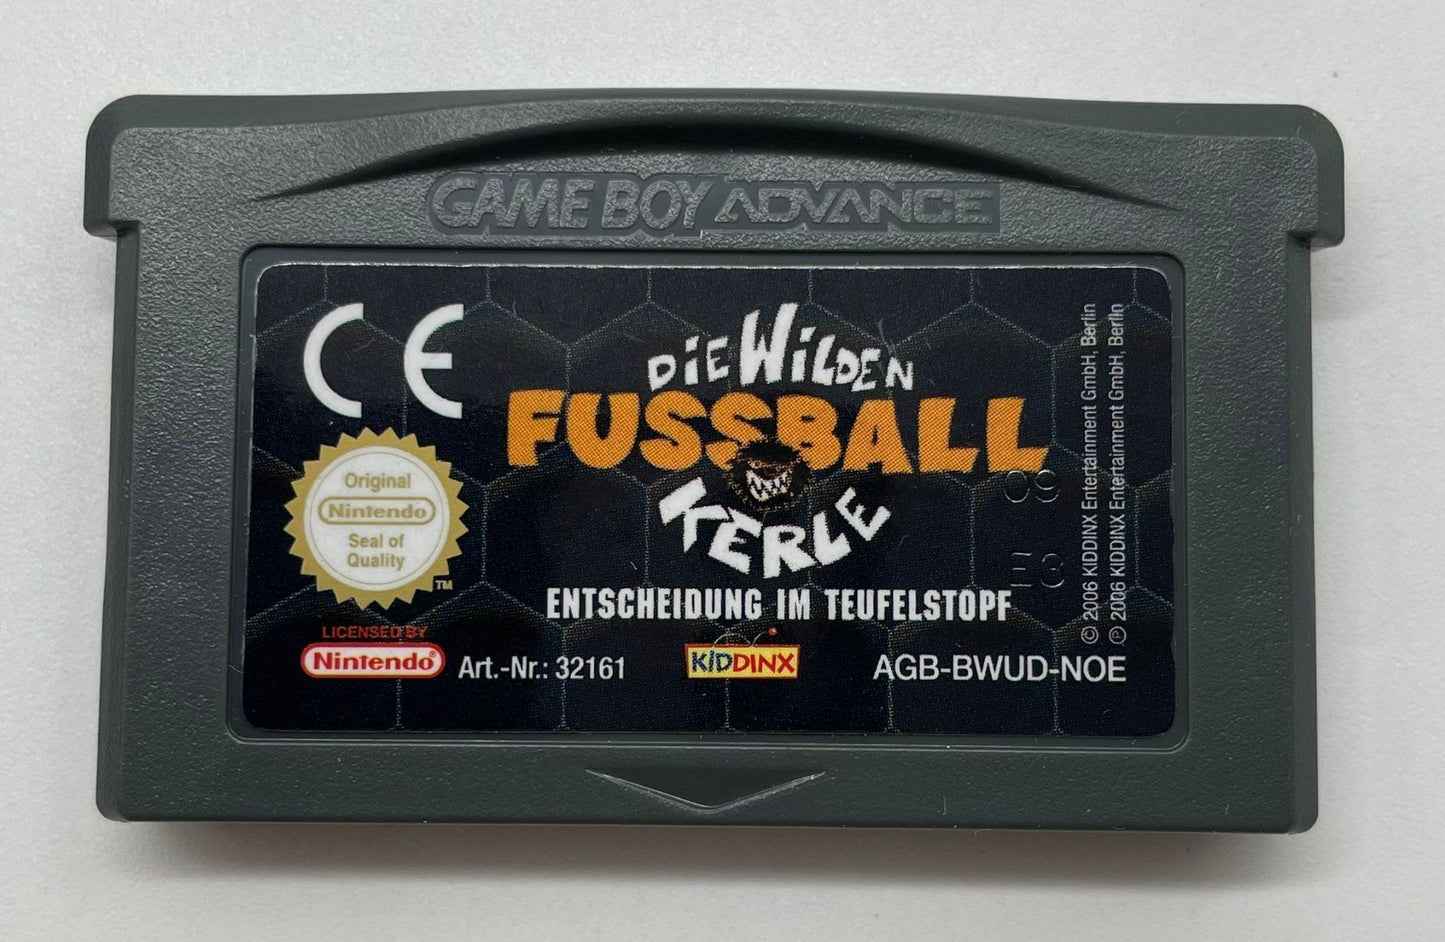 GAME BOY ADVANCE
CE
DiE WiLDEN
FUSSBALL
KERLE
ENTSCHEIDUNG IM TEUFELSTOPF
Original
Nintendo
Seal of
Quality
TM
LICENSED BY
Nintendo®
Art.-Nr.: 32161
KiDDINX
AGB-BWUD-NOE
© 2006 KIDDINX Entertainment GmbH, Berlin
℗ 2006 KIDDINX Entertainment GmbH, Berlin
09